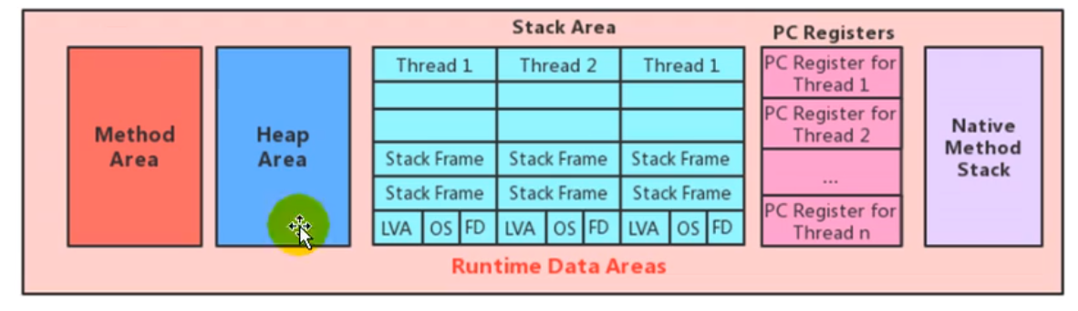 Stack Area
PC Registers
Method
Area
Heap
Area
Thread 1
Thread 2
Thread 1
Stack Frame
Stack Frame
Stack Frame
Stack Frame
Stack Frame
Stack Frame
LVA
OS
FD
LVA
OS
FD
LVA
OS
FD
PC Register for
Thread 1
PC Register for
Thread 2
...
PC Register for
Thread n
Native
Method
Stack
Runtime Data Areas